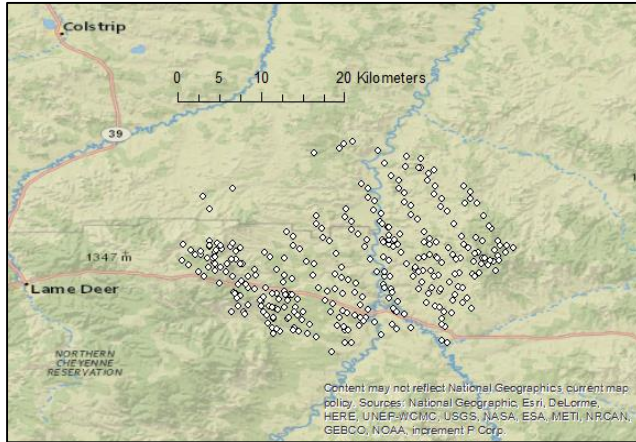 Colstrip
0 5 10 20 Kilometers
39
1347 m
Lame Deer
NORTHERN
CHEYENNE
RESERVATION
Content may not reflect National Geographics current map
policy. Sources: National Geographic, Esri, DeLorme,
HERE, UNEP-WCMC, USGS, NASA, ESA, METI, NRCAN,
GEBCO, NOAA, increment P Corp.